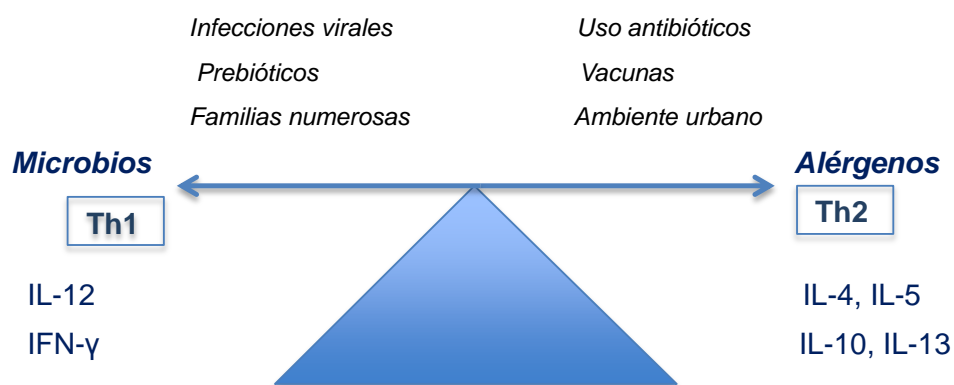 Infecciones virales
Uso antibióticos
Prebióticos
Vacunas
Familias numerosas
Ambiente urbano
Microbios
Alérgenos
Th1
Th2
IL-12
IL-4, IL-5
IFN-γ
IL-10, IL-13